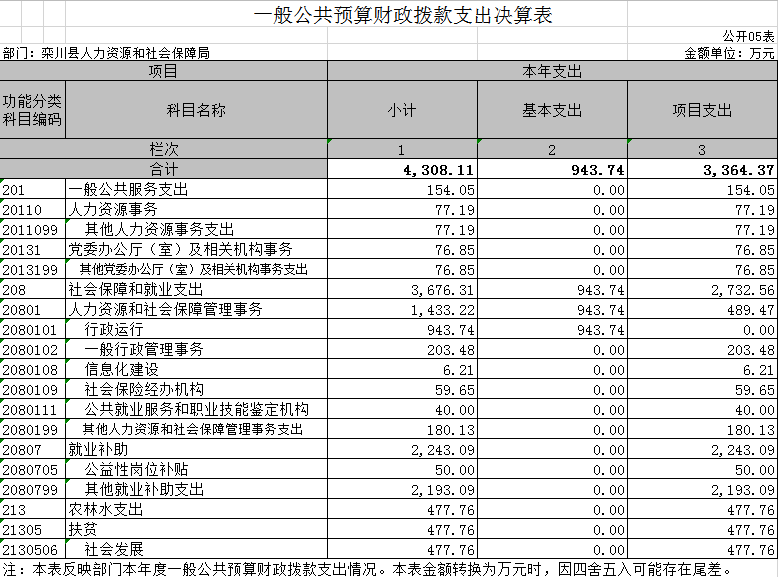 一般公共预算财政拨款支出决算表
公开05表
部门：栾川县人力资源和社会保障局 金额单位：万元
项目 本年支出
功能分类科目编码 科目名称 小计 基本支出 项目支出
栏次 1 2 3
合计 4,308.11 943.74 3,364.37
201 一般公共服务支出 154.05 0.00 154.05
20110 人力资源事务 77.19 0.00 77.19
2011099 其他人力资源事务支出 77.19 0.00 77.19
20131 党委办公厅（室）及相关机构事务 76.85 0.00 76.85
2013199 其他党委办公厅（室）及相关机构事务支出 76.85 0.00 76.85
208 社会保障和就业支出 3,676.31 943.74 2,732.56
20801 人力资源和社会保障管理事务 1,433.22 943.74 489.47
2080101 行政运行 943.74 943.74 0.00
2080102 一般行政管理事务 203.48 0.00 203.48
2080108 信息化建设 6.21 0.00 6.21
2080109 社会保险经办机构 59.65 0.00 59.65
2080111 公共就业服务和职业技能鉴定机构 40.00 0.00 40.00
2080199 其他人力资源和社会保障管理事务支出 180.13 0.00 180.13
20807 就业补助 2,243.09 0.00 2,243.09
2080705 公益性岗位补贴 50.00 0.00 50.00
2080799 其他就业补助支出 2,193.09 0.00 2,193.09
213 农林水支出 477.76 0.00 477.76
21305 扶贫 477.76 0.00 477.76
2130506 社会发展 477.76 0.00 477.76
注：本表反映部门本年度一般公共预算财政拨款支出情况。本表金额转换为万元时，因四舍五入可能存在尾差。